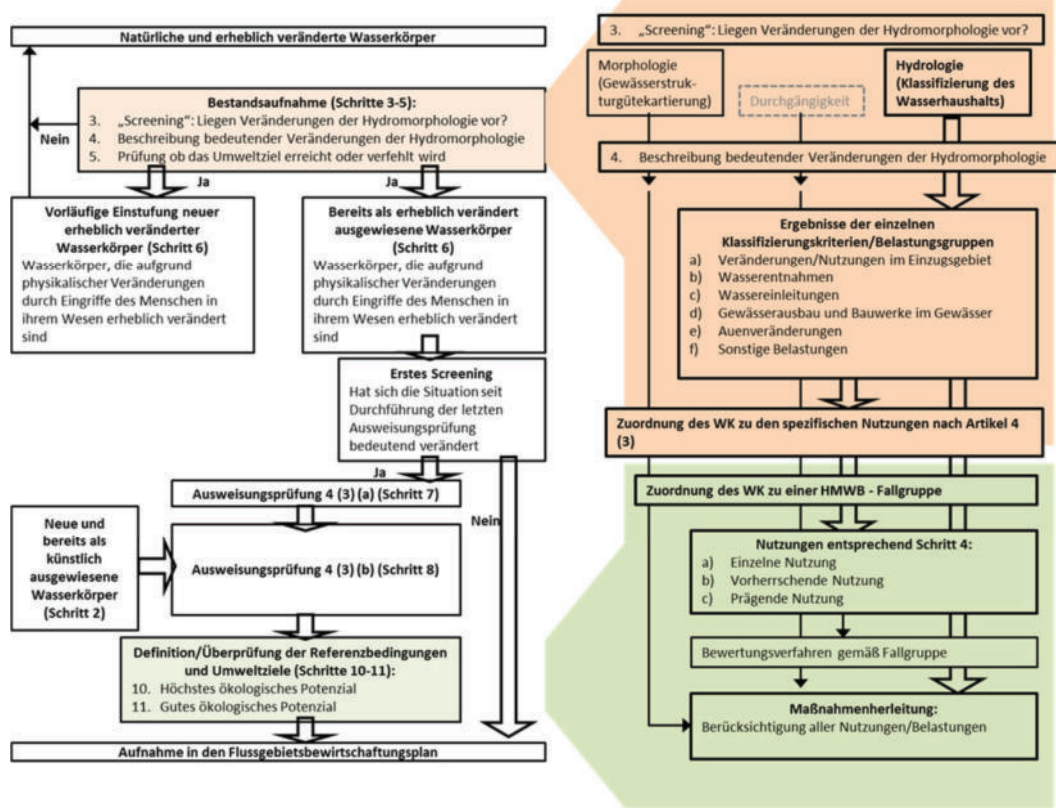 Natürliche und erheblich veränderte Wasserkörper
Bestandsaufnahme (Schritte 3-5):
3. „Screening“: Liegen Veränderungen der Hydromorphologie vor?
4. Beschreibung bedeutender Veränderungen der Hydromorphologie
5. Prüfung ob das Umweltziel erreicht oder verfehlt wird
Nein
Ja
Ja
Vorläufige Einstufung neuer
erheblich veränderter
Wasserkörper (Schritt 6)
Wasserkörper, die aufgrund
physikalischer Veränderungen
durch Eingriffe des Menschen in
ihrem Wesen erheblich verändert
sind
Bereits als erheblich verändert
ausgewiesene Wasserkörper
(Schritt 6)
Wasserkörper, die aufgrund
physikalischer Veränderungen
durch Eingriffe des Menschen in
ihrem Wesen erheblich verändert
sind
Erstes Screening
Hat sich die Situation seit
Durchführung der letzten
Ausweisungsprüfung
bedeutend verändert
Ja
Nein
Ausweisungsprüfung 4 (3) (a) (Schritt 7)
Neue und
bereits als
künstlich
ausgewiesene
Wasserkörper
(Schritt 2)
Ausweisungsprüfung 4 (3) (b) (Schritt 8)
Definition/Überprüfung der Referenzbedingungen
und Umweltziele (Schritte 10-11):
10. Höchstes ökologisches Potenzial
11. Gutes ökologisches Potenzial
Aufnahme in den Flussgebietsbewirtschaftungsplan
3. „Screening“: Liegen Veränderungen der Hydromorphologie vor?
Morphologie
(Gewässerstruk-
turgütekartierung)
Durchgängigkeit
Hydrologie
(Klassifizierung des
Wasserhaushalts)
4. Beschreibung bedeutender Veränderungen der Hydromorphologie
Ergebnisse der einzelnen
Klassifizierungskriterien/Belastungsgruppen
a) Veränderungen/Nutzungen im Einzugsgebiet
b) Wasserentnahmen
c) Wassereinleitungen
d) Gewässerausbau und Bauwerke im Gewässer
e) Auenveränderungen
f) Sonstige Belastungen
Zuordnung des WK zu den spezifischen Nutzungen nach Artikel 4
(3)
Zuordnung des WK zu einer HMWB - Fallgruppe
Nutzungen entsprechend Schritt 4:
a) Einzelne Nutzung
b) Vorherrschende Nutzung
c) Prägende Nutzung
Bewertungsverfahren gemäß Fallgruppe
Maßnahmenherleitung:
Berücksichtigung aller Nutzungen/Belastungen